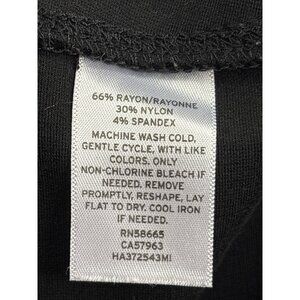 66% RAYON/RAYONNE
30% NYLON
4% SPANDEX
MACHINE WASH COLD,
GENTLE CYCLE, WITH LIKE
COLORS. ONLY
NON-CHLORINE BLEACH IF
NEEDED. REMOVE
PROMPTLY, RESHAPE, LAY
FLAT TO DRY. COOL IRON
IF NEEDED.
RN58665
CA57963
HA372543MI